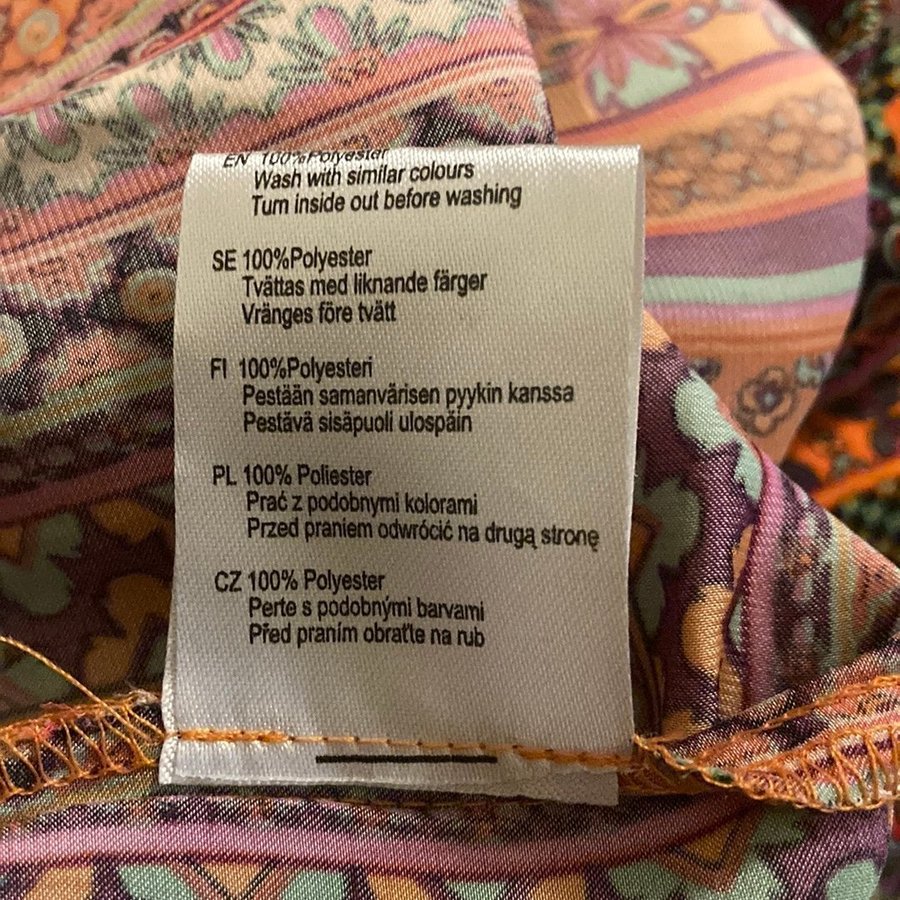 EN 100%Polyester
Wash with similar colours
Turn inside out before washing
SE 100%Polyester
Tvättas med liknande färger
Vränges före tvätt
FI 100%Polyesteri
Pestään samanvärisen pyykin kanssa
Pestävä sisäpuoli ulospäin
PL 100% Poliester
Prać z podobnymi kolorami
Przed praniem odwrócić na drugą stronę
CZ 100% Polyester
Perte s podobnými barvami
Před praním obraťte na rub